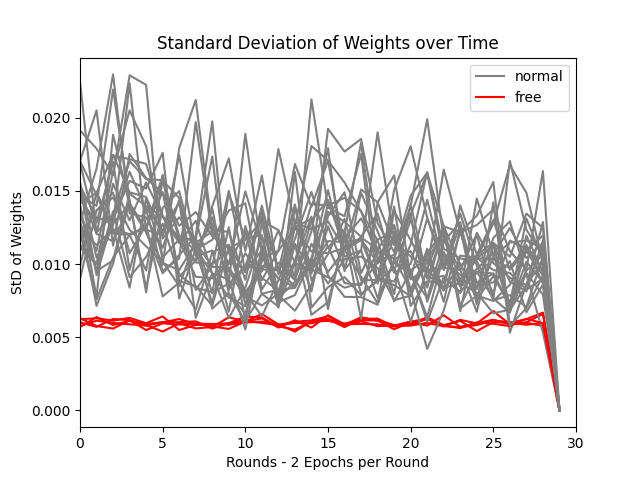 Standard Deviation of Weights over Time
normal
free
StD of Weights
0.020
0.015
0.010
0.005
0.000
0 5 10 15 20 25 30
Rounds - 2 Epochs per Round